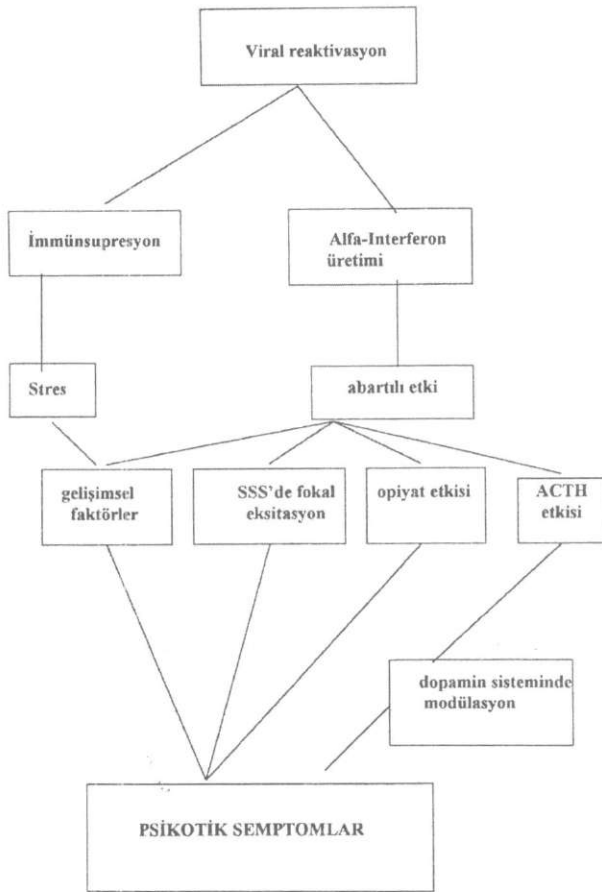 Viral reaktivasyon
İmmünsupresyon
Alfa-Interferon
üretimi
Stres
abartılı etki
gelişimsel
faktörler
SSS'de fokal
eksitasyon
opiyat etkisi
ACTH
etkisi
dopamin sisteminde
modülasyon
PSİKOTİK SEMPTOMLAR